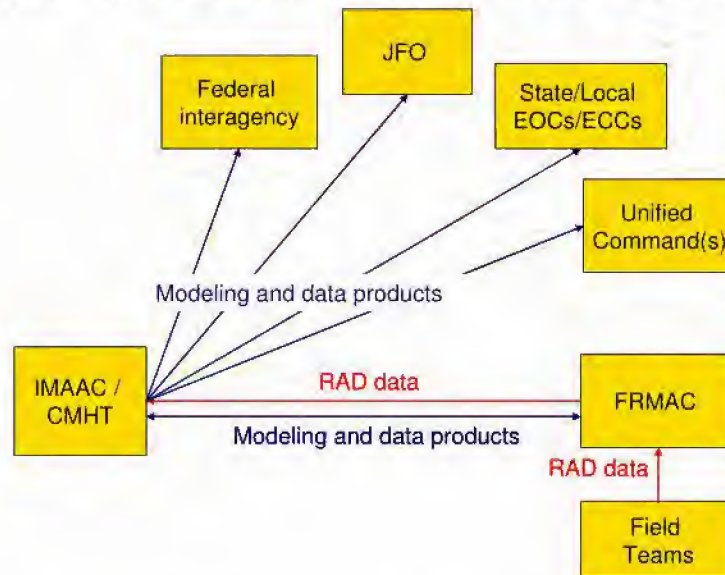 JFO
Federal
interagency
State/Local
EOCs/ECCs
Unified
Command(s)
Modeling and data products
IMAAC /
CMHT
RAD data
FRMAC
Modeling and data products
RAD data
Field
Teams